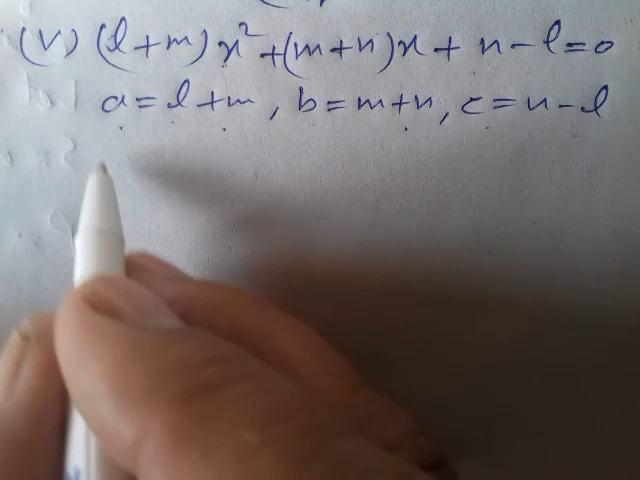 (V) (l+m)x²+(m+n)x+n-l=0
a=l+m, b=m+n, c=n-l